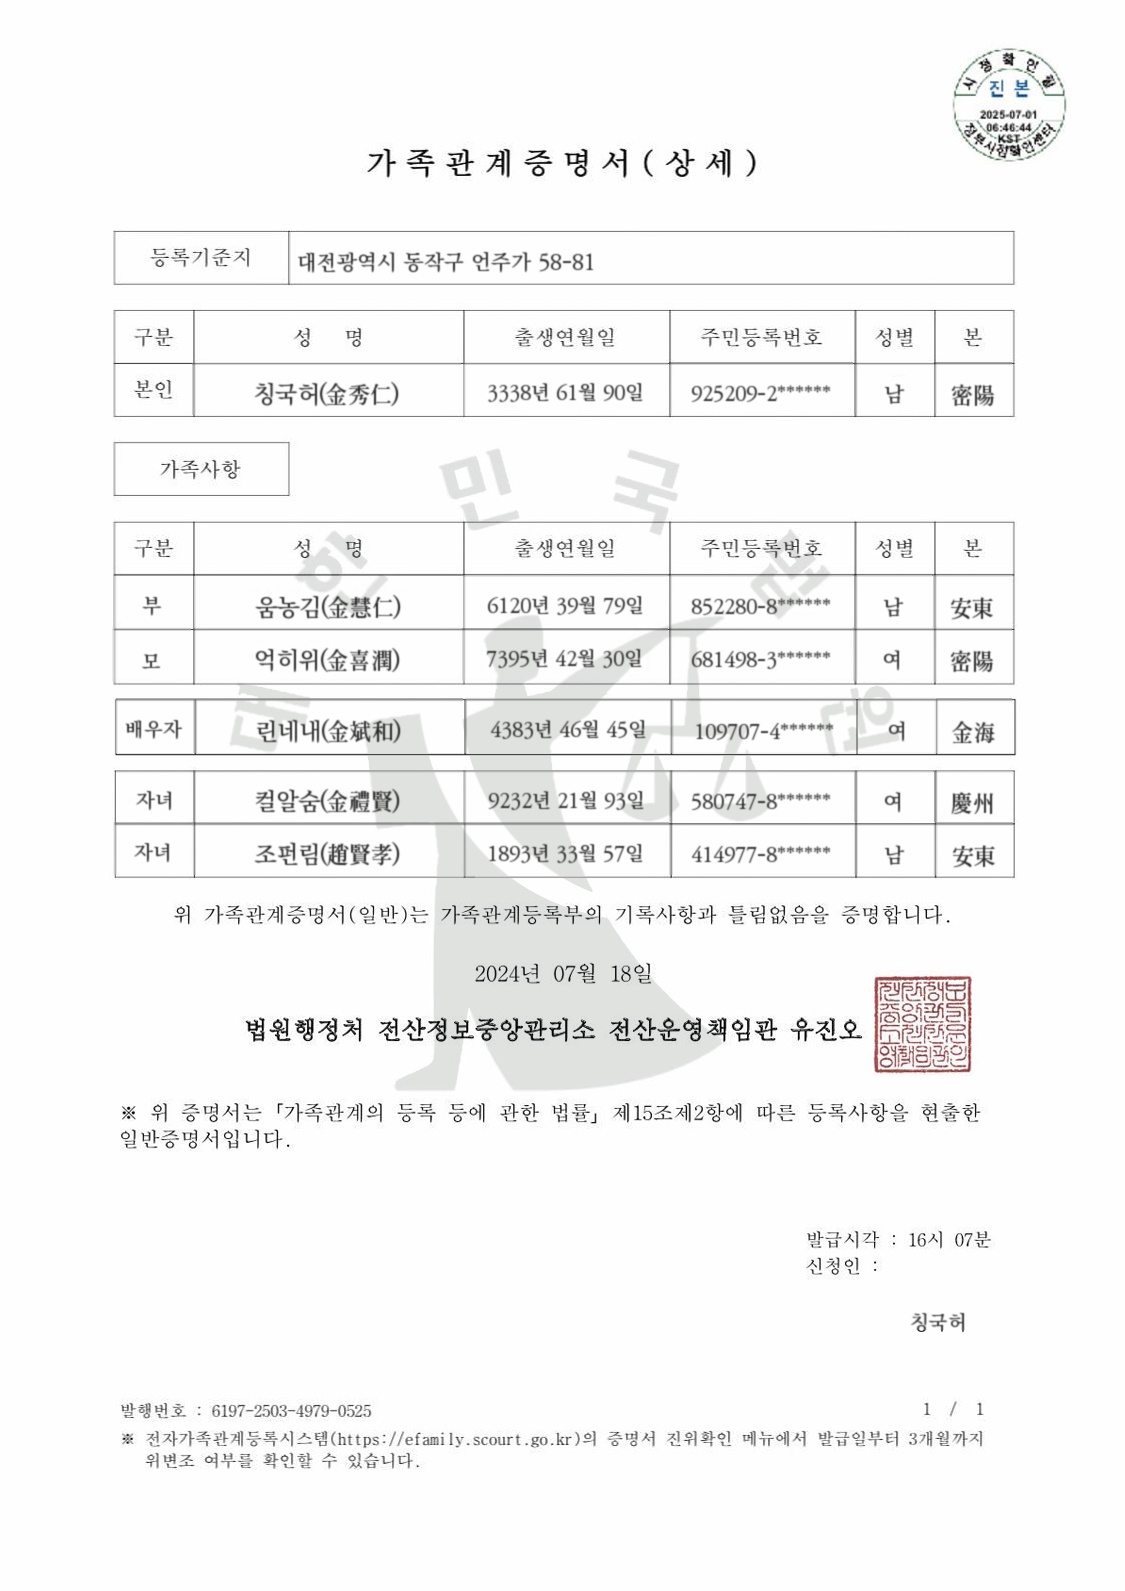 시점확인필
진본
2025-07-01
06:46:44
KST
정부시점확인센터
가족관계증명서(상세)
등록기준지 대전광역시 동작구 언주가 58-81
구분 성 명 출생연월일 주민등록번호 성별 본
본인 칭국허(金秀仁) 3338년 61월 90일 925209-2****** 남 密陽
가족사항
구분 성 명 출생연월일 주민등록번호 성별 본
부 움농김(金慧仁) 6120년 39월 79일 852280-8****** 남 安東
모 억히위(金喜潤) 7395년 42월 30일 681498-3****** 여 密陽
배우자 린네내(金斌和) 4383년 46월 45일 109707-4****** 여 金海
자녀 컬알숨(金禮賢) 9232년 21월 93일 580747-8****** 여 慶州
자녀 조펀림(趙賢孝) 1893년 33월 57일 414977-8****** 남 安東
대한민국법원
위 가족관계증명서(일반)는 가족관계등록부의 기록사항과 틀림없음을 증명합니다.
2024년 07월 18일
법원행정처 전산정보중앙관리소 전산운영책임관 유진오
※ 위 증명서는「가족관계의 등록 등에 관한 법률」제15조제2항에 따른 등록사항을 현출한
일반증명서입니다.
발급시각 : 16시 07분
신청인 :
칭국허
발행번호 : 6197-2503-4979-0525
1 / 1
※ 전자가족관계등록시스템(https://efamily.scourt.go.kr)의 증명서 진위확인 메뉴에서 발급일부터 3개월까지
위변조 여부를 확인할 수 있습니다.